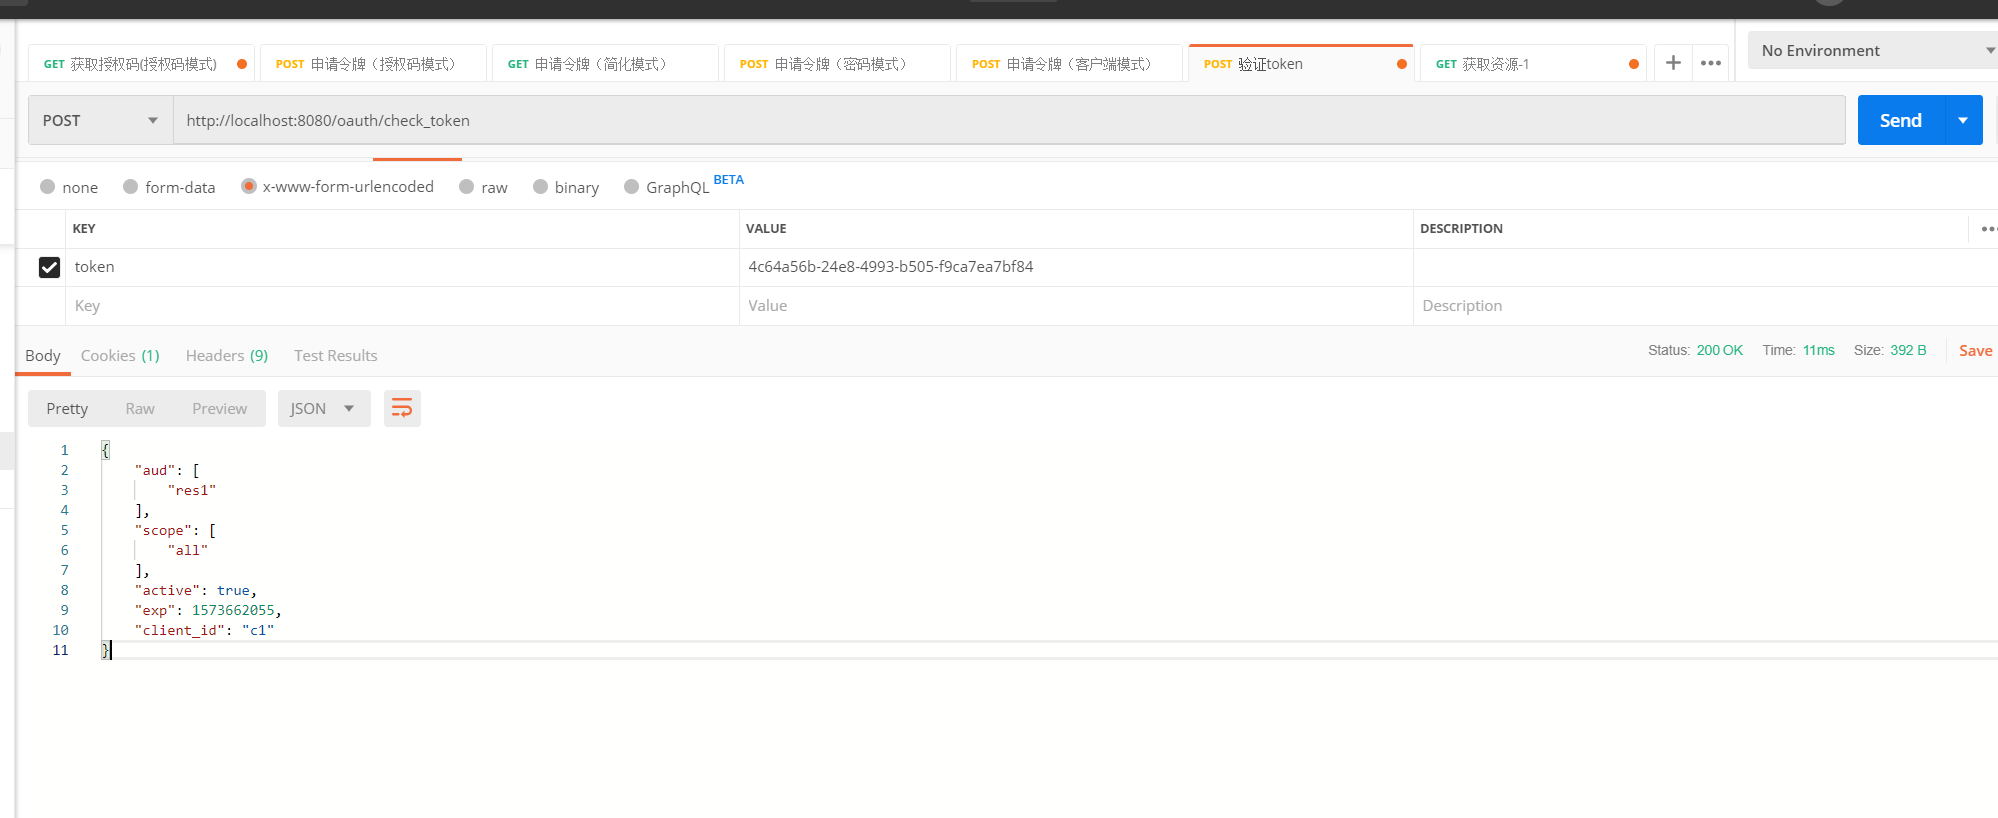 GET 获取授权码(授权码模式) POST 申请令牌（授权码模式） GET 申请令牌（简化模式） POST 申请令牌（密码模式） POST 申请令牌（客户端模式） POST 验证token GET 获取资源-1 No Environment
POST http://localhost:8080/oauth/check_token Send
none form-data x-www-form-urlencoded raw binary GraphQL BETA
KEY VALUE DESCRIPTION
token 4c64a56b-24e8-4993-b505-f9ca7ea7bf84
Key Value Description
Body Cookies (1) Headers (9) Test Results Status: 200 OK Time: 11ms Size: 392 B Save
Pretty Raw Preview JSON
1 {
2 "aud": [
3 "res1"
4 ],
5 "scope": [
6 "all"
7 ],
8 "active": true,
9 "exp": 1573662055,
10 "client_id": "c1"
11 }